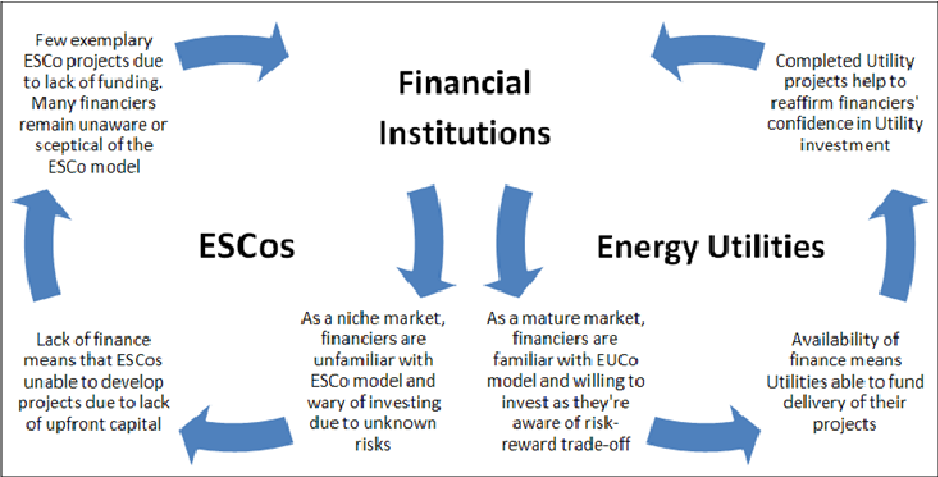 Few exemplary
ESCo projects due
to lack of funding.
Many financiers
remain unaware or
sceptical of the
ESCo model
Financial
Institutions
Completed Utility
projects help to
reaffirm financiers'
confidence in Utility
investment
ESCos
Energy Utilities
Lack of finance
means that ESCos
unable to develop
projects due to lack
of upfront capital
As a niche market,
financiers are
unfamiliar with
ESCo model and
wary of investing
due to unknown
risks
As a mature market,
financiers are
familiar with EUCo
model and willing to
invest as they're
aware of risk-
reward trade-off
Availability of
finance means
Utilities able to fund
delivery of their
projects